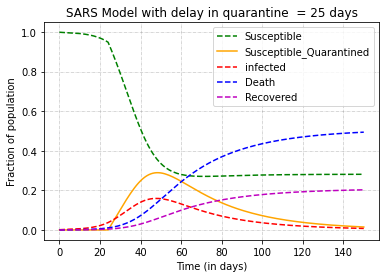 SARS Model with delay in quarantine  = 25 days
Susceptible
Susceptible_Quarantined
infected
Death
Recovered
Fraction of population
1.0
0.8
0.6
0.4
0.2
0.0
0 20 40 60 80 100 120 140
Time (in days)